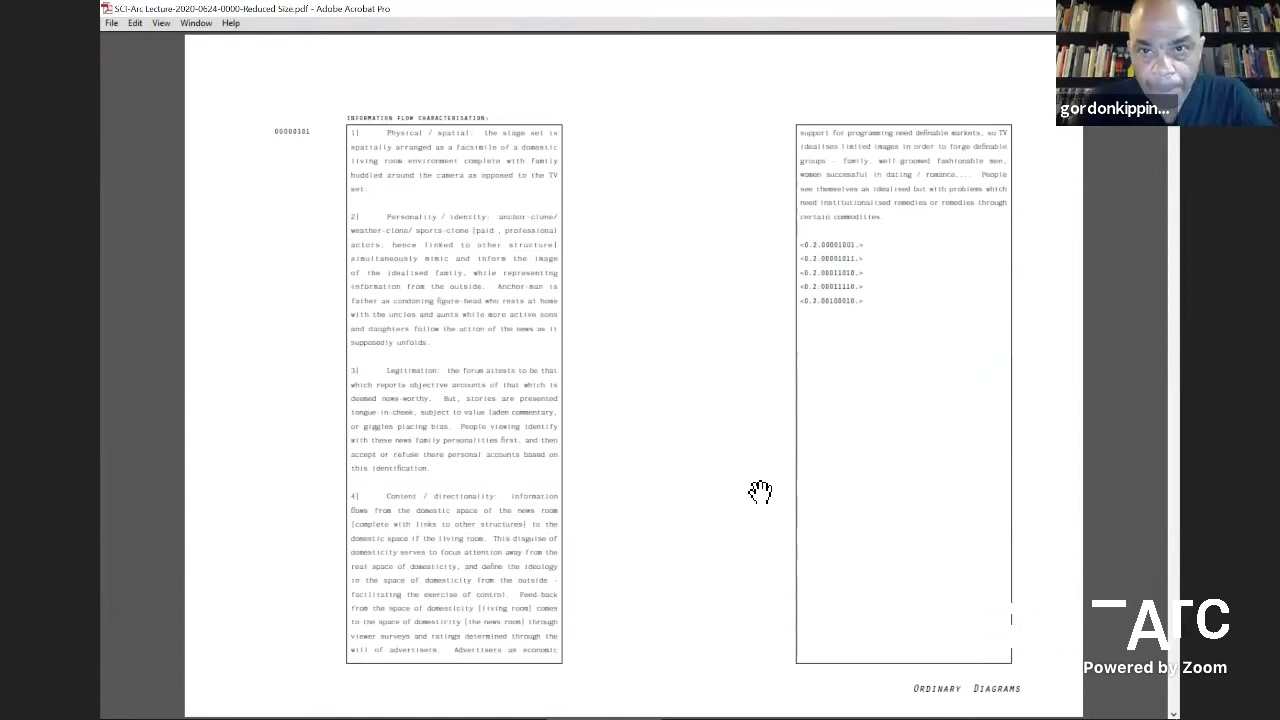 SCI-Arc Lecture-2020-0624-0000-Reduced Size.pdf - Adobe Acrobat Pro
File Edit View Window Help
gordonkippin...
INFORMATION FLOW CHARACTERISATION:
00000101
1] Physical / spatial: the stage set is
spatially arranged as a facsimile of a domestic
living room environment complete with family
huddled around the camera as opposed to the TV
set.
2] Personality / identity: anchor-clone/
weather-clone/ sports-clone [paid , professional
actors, hence linked to other structure]
simultaneously mimic and inform the image
of the idealised family, while representing
information from the outside. Anchor-man is
father as condoning figure-head who rests at home
with the uncles and aunts while more active sons
and daughters follow the action of the news as it
supposedly unfolds.
3] Legitimation: the forum attests to be that
which reports objective accounts of that which is
deemed news-worthy. But, stories are presented
tongue-in-cheek, subject to value laden commentary,
or giggles placing bias. People viewing identify
with these news family personalities first, and then
accept or refuse there personal accounts based on
this identification.
4] Content / directionality: information
flows from the domestic space of the news room
[complete with links to other structures] to the
domestic space if the living room. This disguise of
domesticity serves to focus attention away from the
real space of domesticity, and define the ideology
in the space of domesticity from the outside -
facilitating the exercise of control. Feed-back
from the space of domesticity [living room] comes
to the space of domesticity [the news room] through
viewer surveys and ratings determined through the
will of advertisers. Advertisers as economic
support for programming need definable markets, so TV
idealises limited images in order to forge definable
groups - family, well groomed fashionable men,
women successful in dating / romance,... People
see themselves as idealised but with problems which
need institutionalised remedies or remedies through
certain commodities.
<0.2.00001001.>
<0.2.00001011.>
<0.2.00011010.>
<0.2.00011110.>
<0.2.00100010.>
ORDINARY DIAGRAMS
ARC
Powered by Zoom